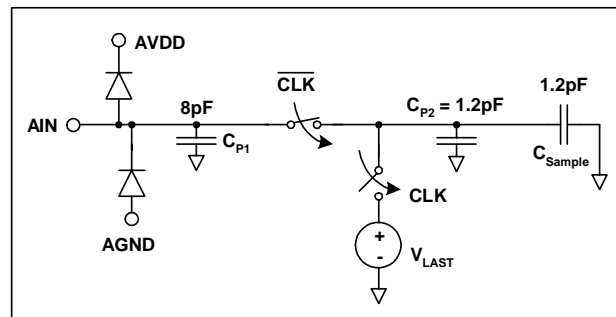 AVDD
CLK
1.2pF
8pF
C_P2 = 1.2pF
AIN
C_P1
C_Sample
CLK
AGND
+
-
V_LAST